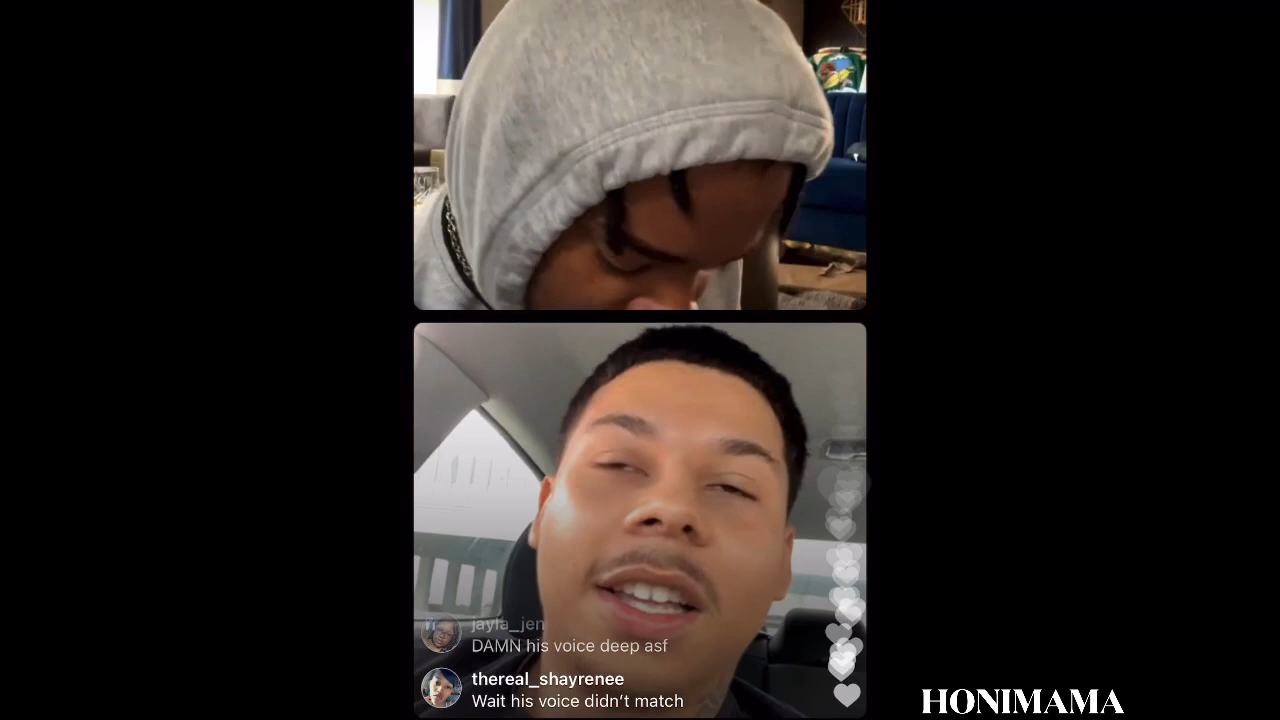 jayla_jen
DAMN his voice deep asf
thereal_shayrenee
Wait his voice didn’t match
HONIMAMA